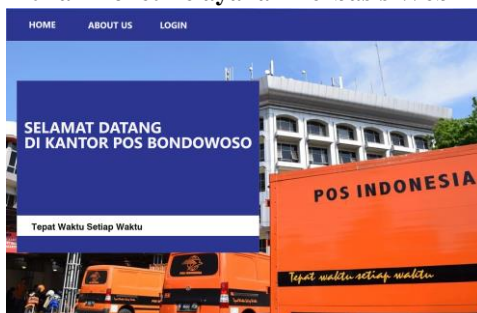 HOME ABOUT US LOGIN
SELAMAT DATANG
DI KANTOR POS BONDOWOSO
Tepat Waktu Setiap Waktu
POS INDONESIA
Tepat waktu setiap waktu